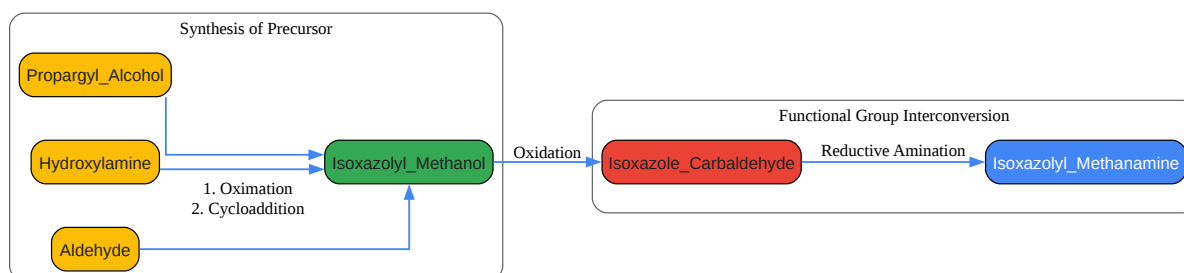 Synthesis of Precursor
Propargyl_Alcohol
Hydroxylamine
Aldehyde
1. Oximation
2. Cycloaddition
Isoxazolyl_Methanol
Oxidation
Functional Group Interconversion
Isoxazole_Carbaldehyde
Reductive Amination
Isoxazolyl_Methanamine